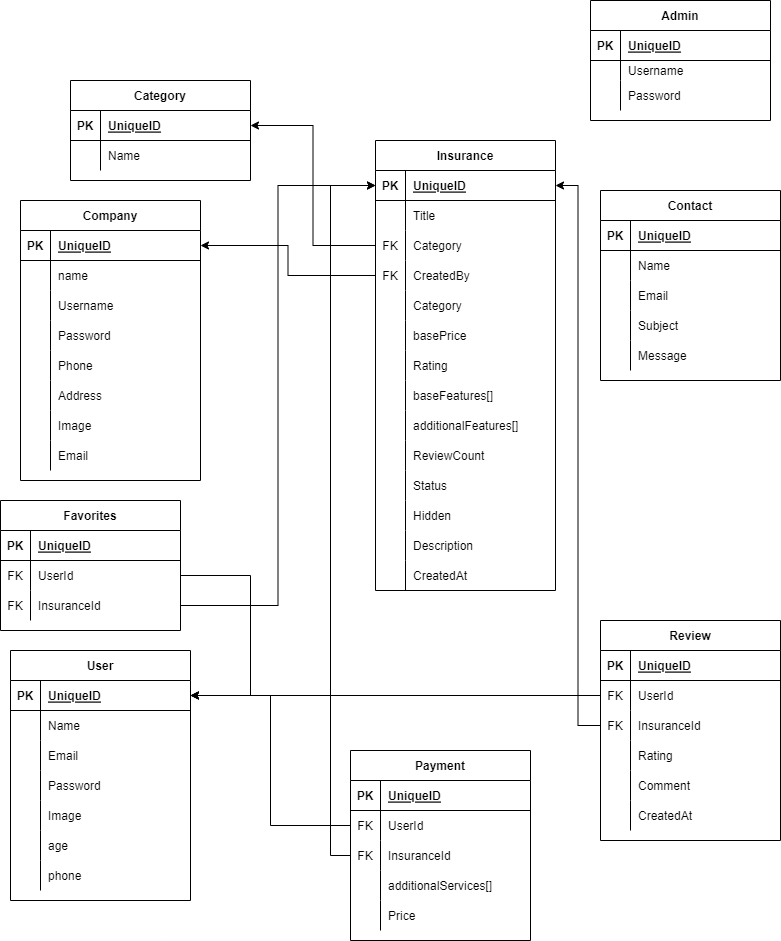 Admin
PK UniqueID
Username
Password
Category
PK UniqueID
Name
Insurance
PK UniqueID
Title
FK Category
FK CreatedBy
Category
basePrice
Rating
baseFeatures[]
additionalFeatures[]
ReviewCount
Status
Hidden
Description
CreatedAt
Contact
PK UniqueID
Name
Email
Subject
Message
Company
PK UniqueID
name
Username
Password
Phone
Address
Image
Email
Favorites
PK UniqueID
FK UserId
FK InsuranceId
User
PK UniqueID
Name
Email
Password
Image
age
phone
Payment
PK UniqueID
FK UserId
FK InsuranceId
additionalServices[]
Price
Review
PK UniqueID
FK UserId
FK InsuranceId
Rating
Comment
CreatedAt